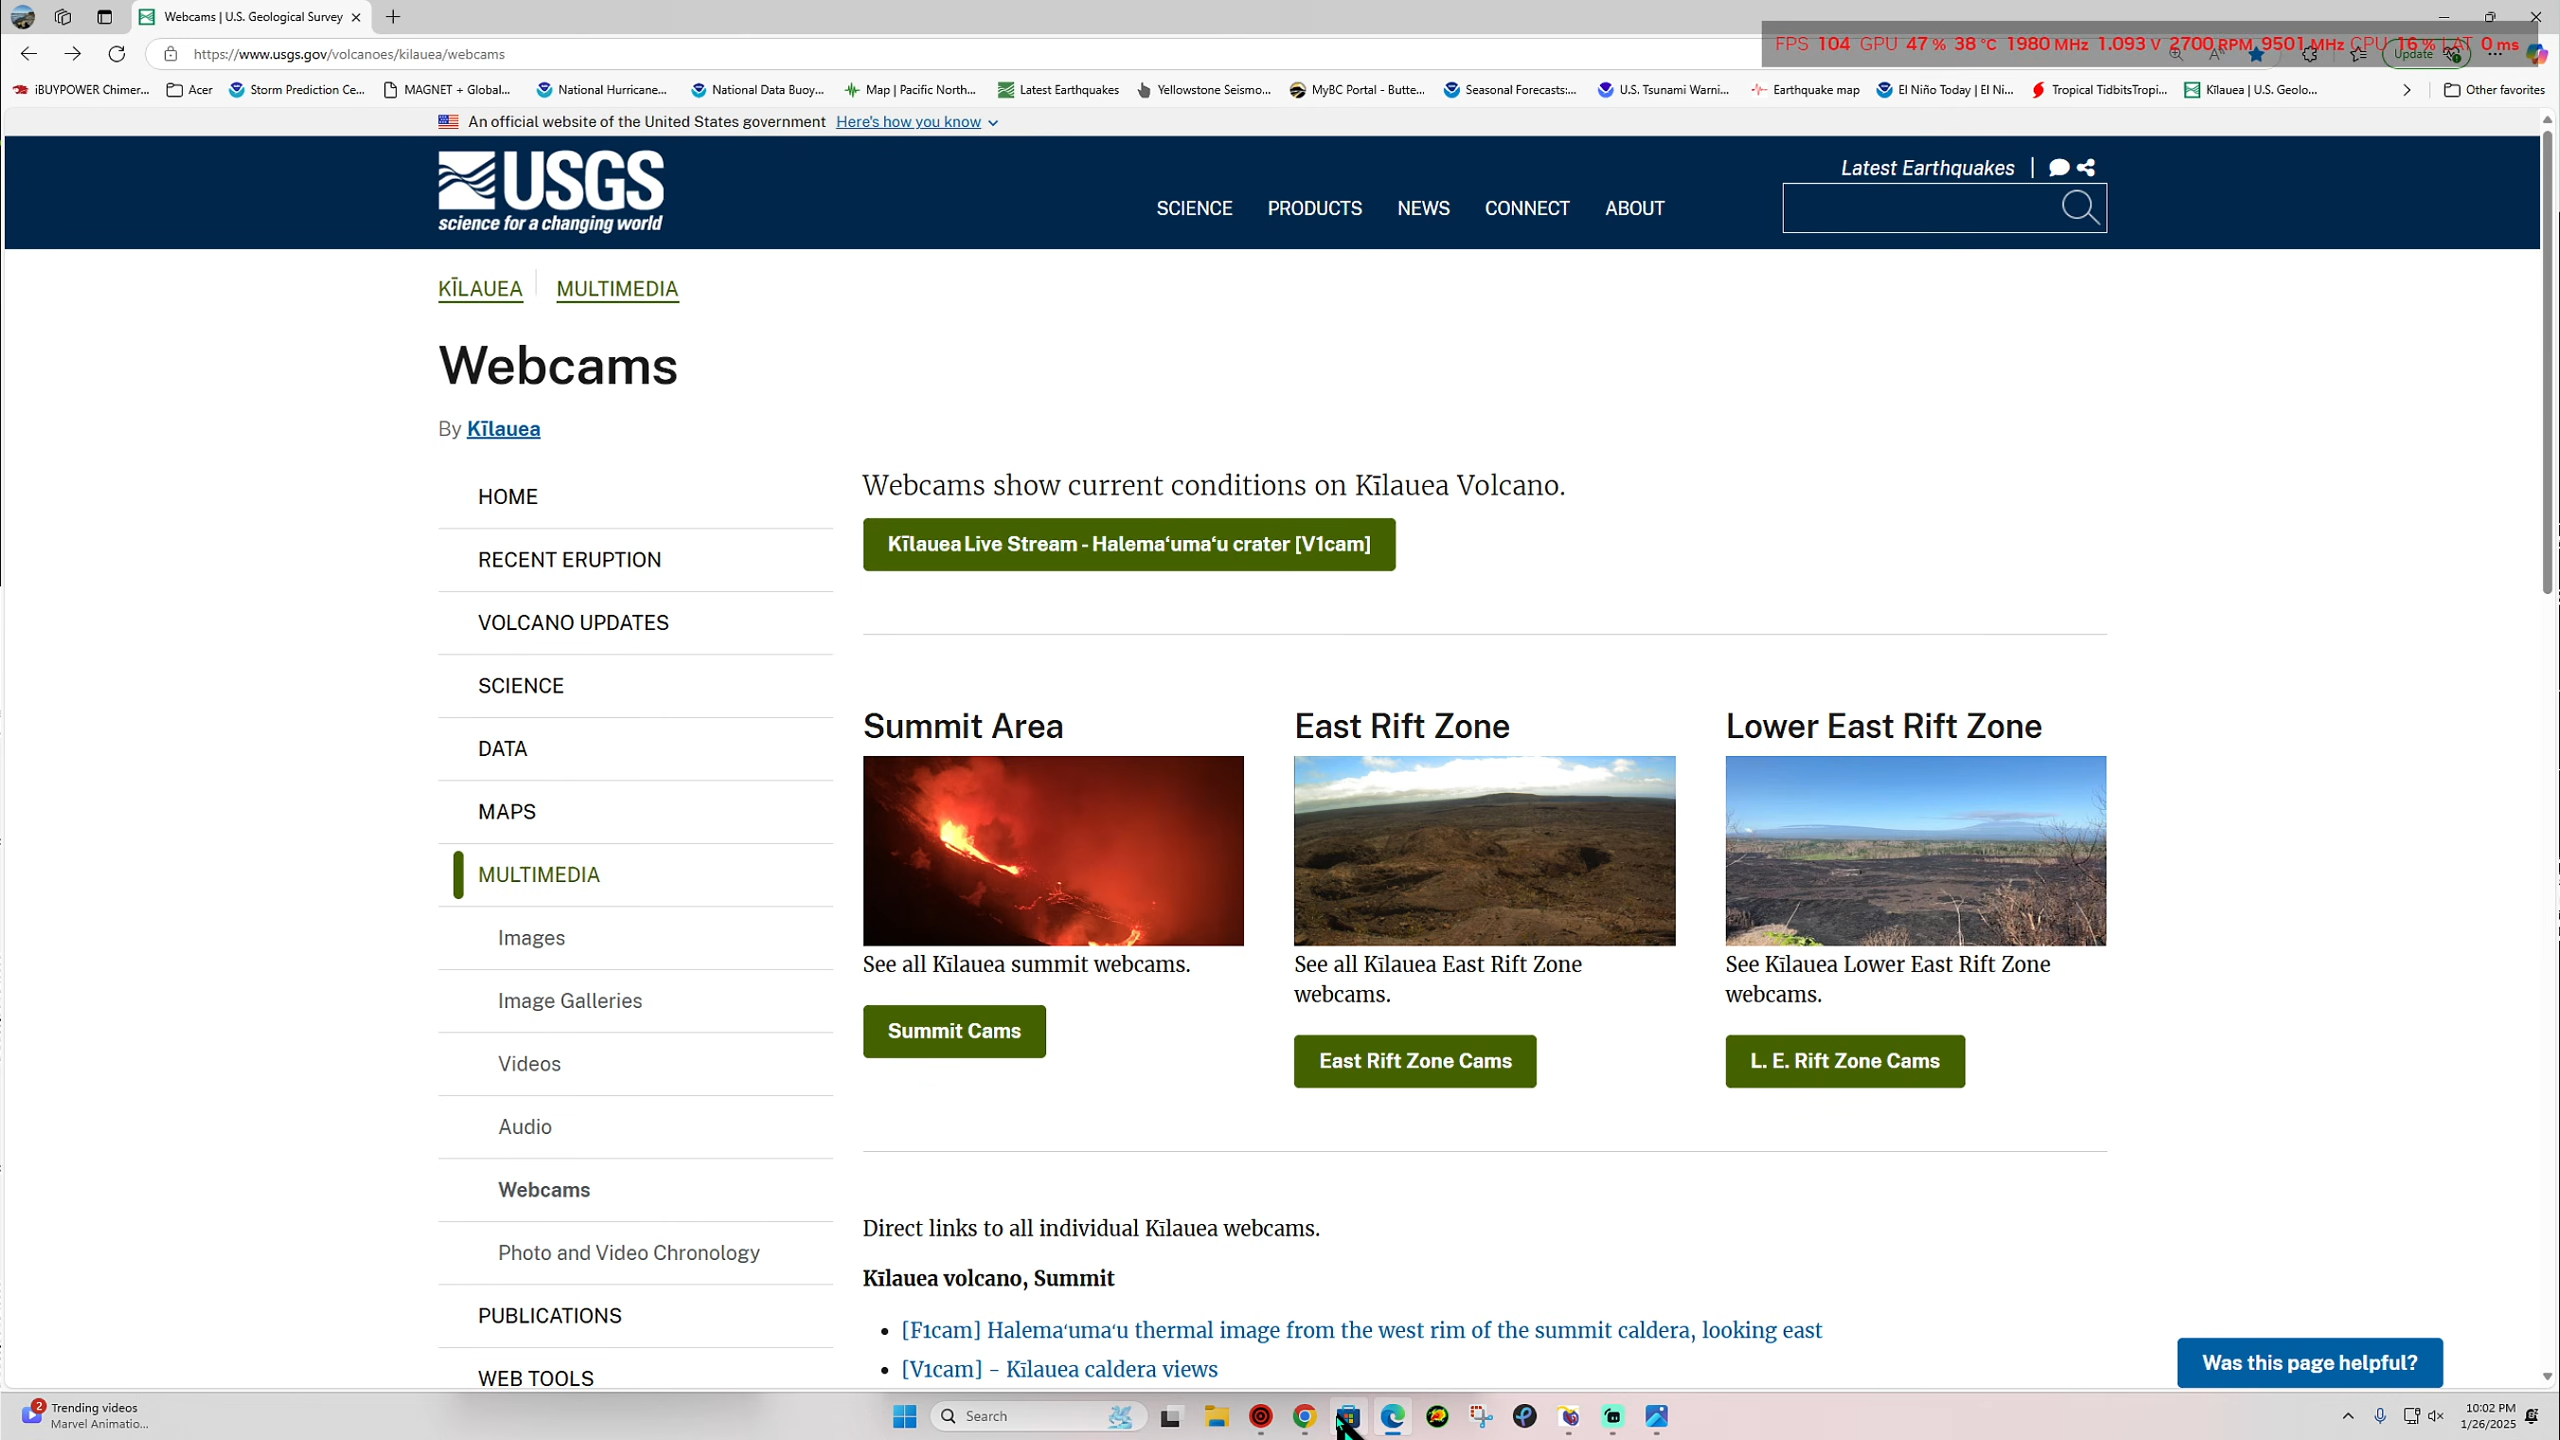 Webcams | U.S. Geological Survey
https://www.usgs.gov/volcanoes/kilauea/webcams
FPS 104 GPU 47 % 38 °C 1980 MHz 1.093 V 2700 RPM 9501 MHz CPU 16 % LAT 0 ms
Update
iBUYPOWER Chimer...
Acer
Storm Prediction Ce...
MAGNET + Global...
National Hurricane...
National Data Buoy...
Map | Pacific North...
Latest Earthquakes
Yellowstone Seismo...
MyBC Portal - Butte...
Seasonal Forecasts:...
U.S. Tsunami Warni...
Earthquake map
El Niño Today | El Ni...
Tropical TidbitsTropi...
Kīlauea | U.S. Geolo...
Other favorites
An official website of the United States government Here's how you know
USGS
science for a changing world
Latest Earthquakes |
SCIENCE PRODUCTS NEWS CONNECT ABOUT
KĪLAUEA MULTIMEDIA
Webcams
By Kīlauea
HOME
RECENT ERUPTION
VOLCANO UPDATES
SCIENCE
DATA
MAPS
MULTIMEDIA
Images
Image Galleries
Videos
Audio
Webcams
Photo and Video Chronology
PUBLICATIONS
WEB TOOLS
Webcams show current conditions on Kīlauea Volcano.
Kīlauea Live Stream - Halemaʻumaʻu crater [V1cam]
Summit Area
See all Kīlauea summit webcams.
Summit Cams
East Rift Zone
See all Kīlauea East Rift Zone
webcams.
East Rift Zone Cams
Lower East Rift Zone
See Kīlauea Lower East Rift Zone
webcams.
L. E. Rift Zone Cams
Direct links to all individual Kīlauea webcams.
Kīlauea volcano, Summit
• [F1cam] Halemaʻumaʻu thermal image from the west rim of the summit caldera, looking east
• [V1cam] - Kīlauea caldera views
Was this page helpful?
2
Trending videos
Marvel Animatio...
Search
10:02 PM
1/26/2025